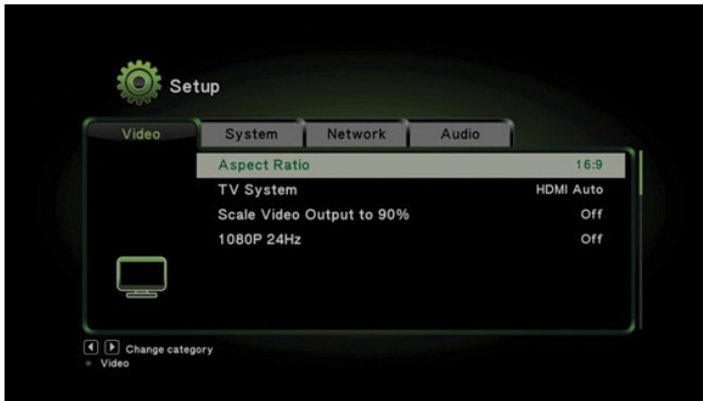 Setup
Video System Network Audio
Aspect Ratio 16:9
TV System HDMI Auto
Scale Video Output to 90% Off
1080P 24Hz Off
Change category
Video